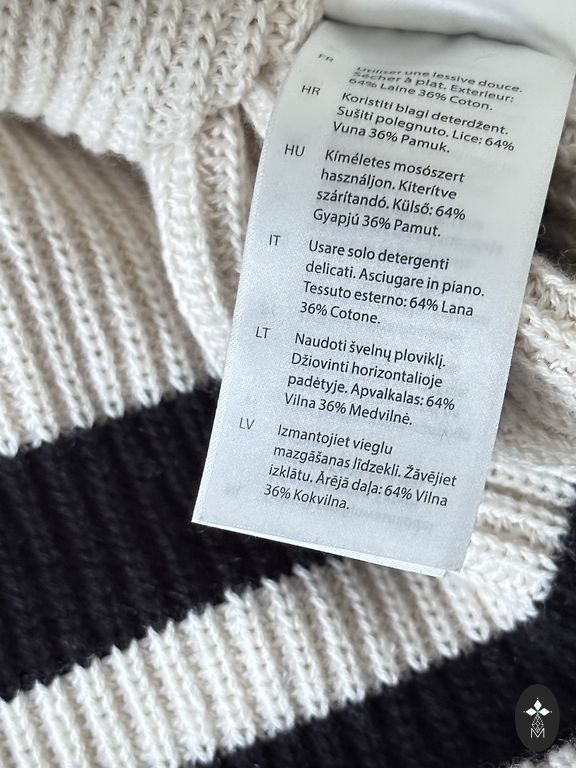 FR
Utiliser une lessive douce.
Sécher à plat. Exterieur:
64% Laine 36% Coton.
HR
Koristiti blagi deterdžent.
Sušiti polegnuto. Lice: 64%
Vuna 36% Pamuk.
HU
Kíméletes mosószert
használjon. Kiterítve
szárítandó. Külső: 64%
Gyapjú 36% Pamut.
IT
Usare solo detergenti
delicati. Asciugare in piano.
Tessuto esterno: 64% Lana
36% Cotone.
LT
Naudoti švelnų ploviklį.
Džiovinti horizontalioje
padėtyje. Apvalkalas: 64%
Vilna 36% Medvilnė.
LV
Izmantojiet vieglu
mazgāšanas līdzekli. Žāvējiet
izklātu. Ārējā daļa: 64% Vilna
36% Kokvilna.
M